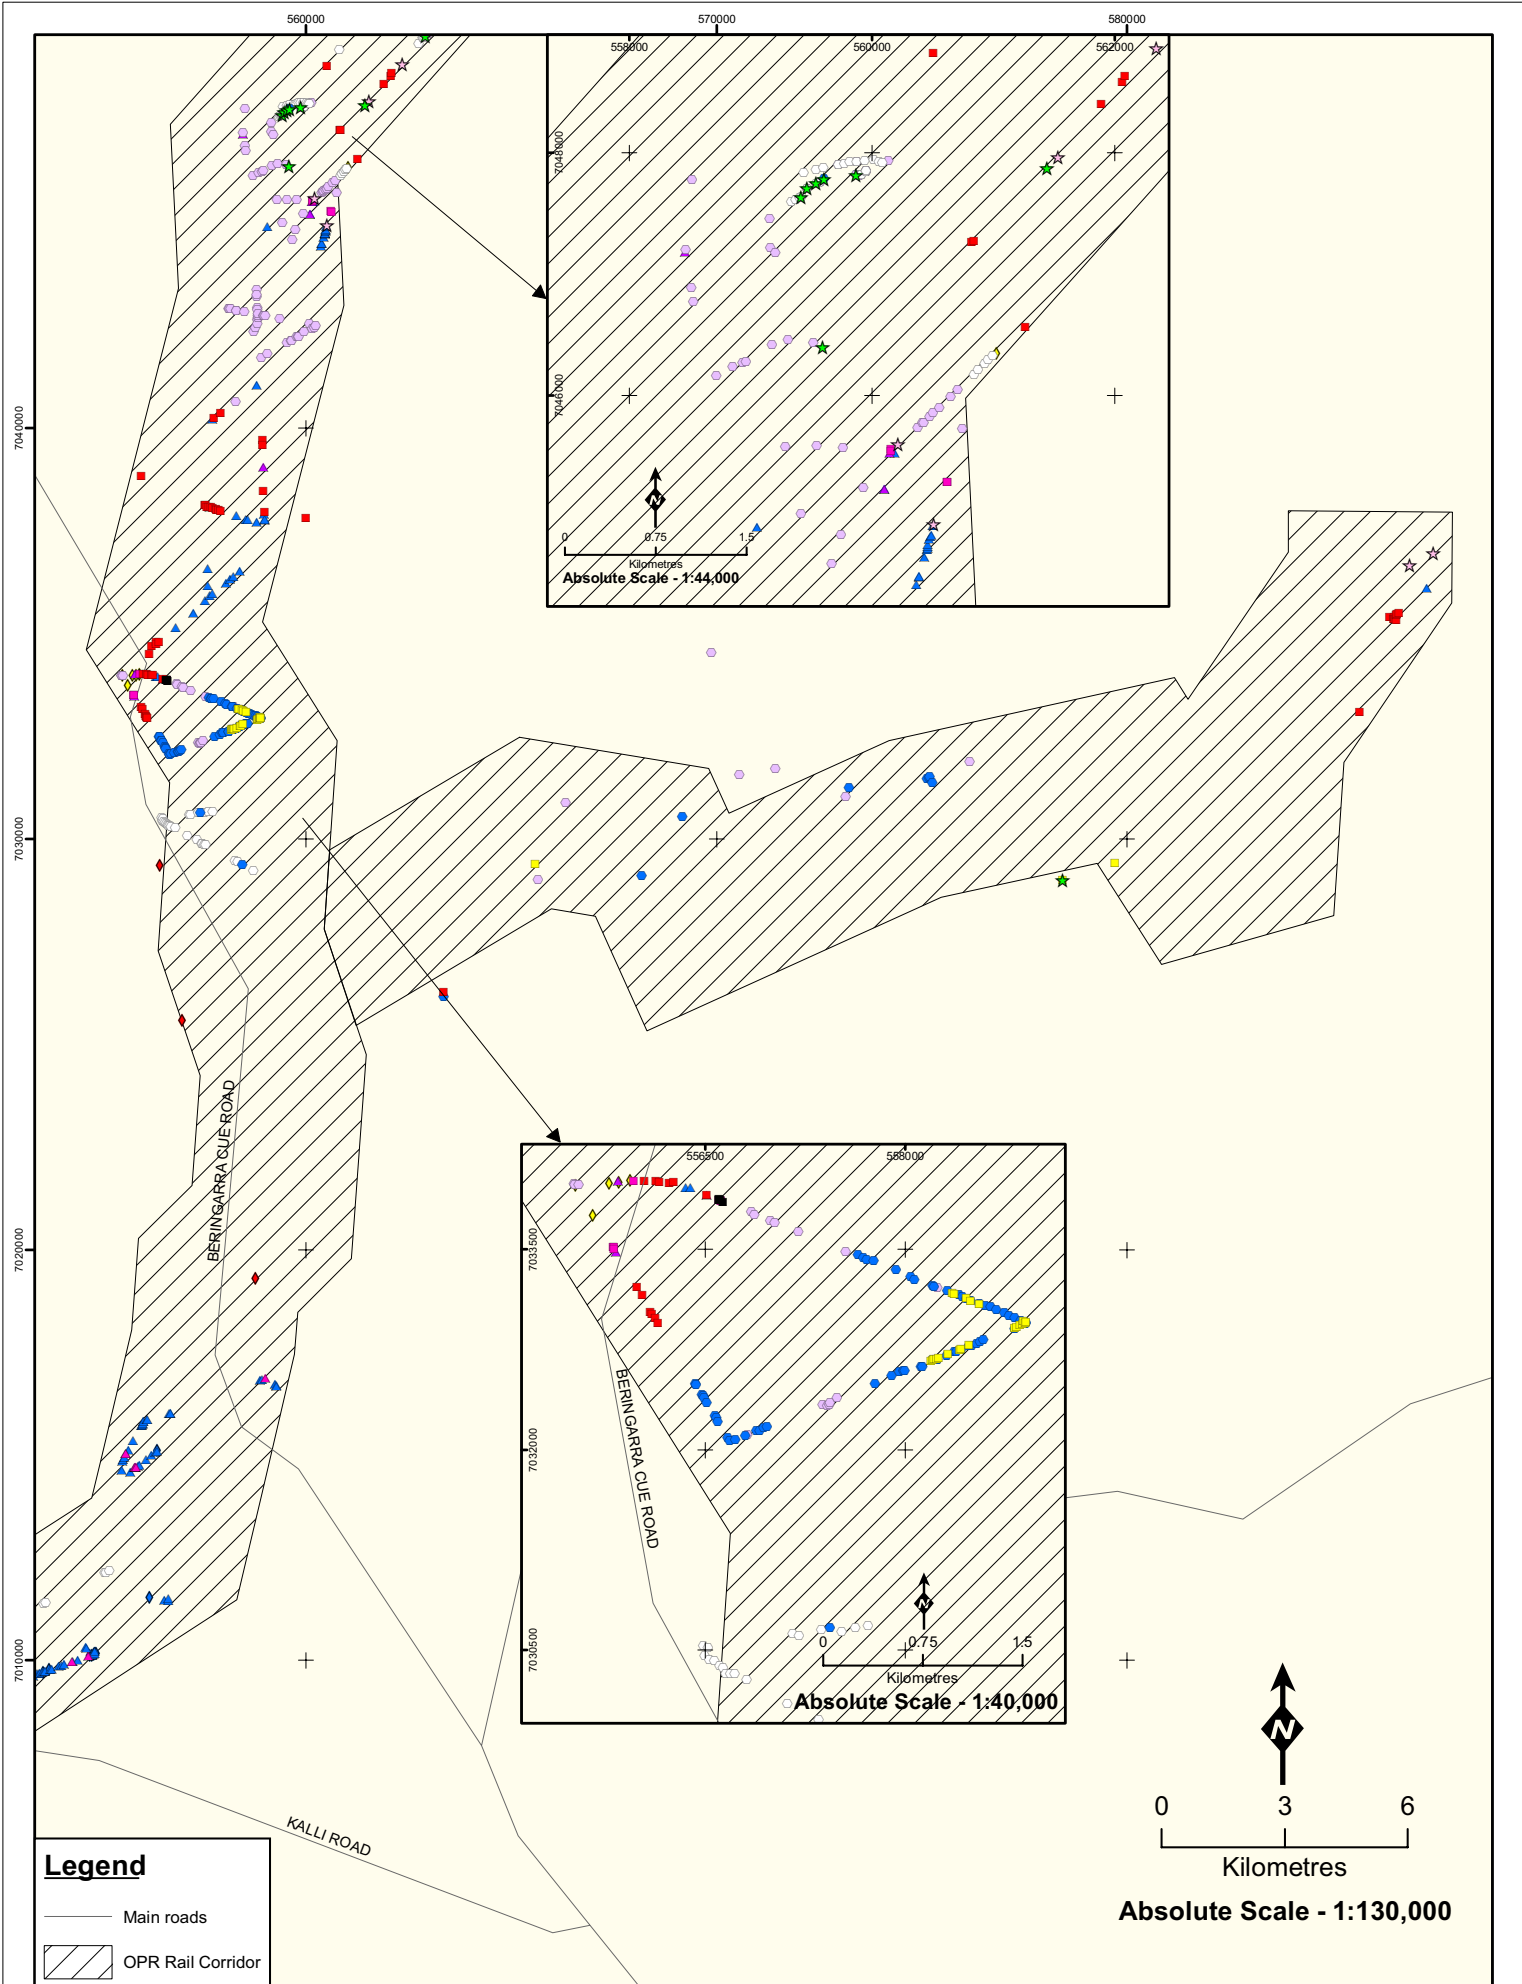 560000
570000
580000
558000
560000
562000
7048000
7046000
7040000
N
0
0.75
1.5
Kilometres
Absolute Scale - 1:44,000
7030000
BERINGARRA CUE ROAD
7020000
556500
558000
7033500
7032000
7030500
BERINGARRA CUE ROAD
N
0
0.75
1.5
Kilometres
Absolute Scale - 1:40,000
7010000
N
0
3
6
Kilometres
Absolute Scale - 1:130,000
KALLI ROAD
Legend
Main roads
OPR Rail Corridor